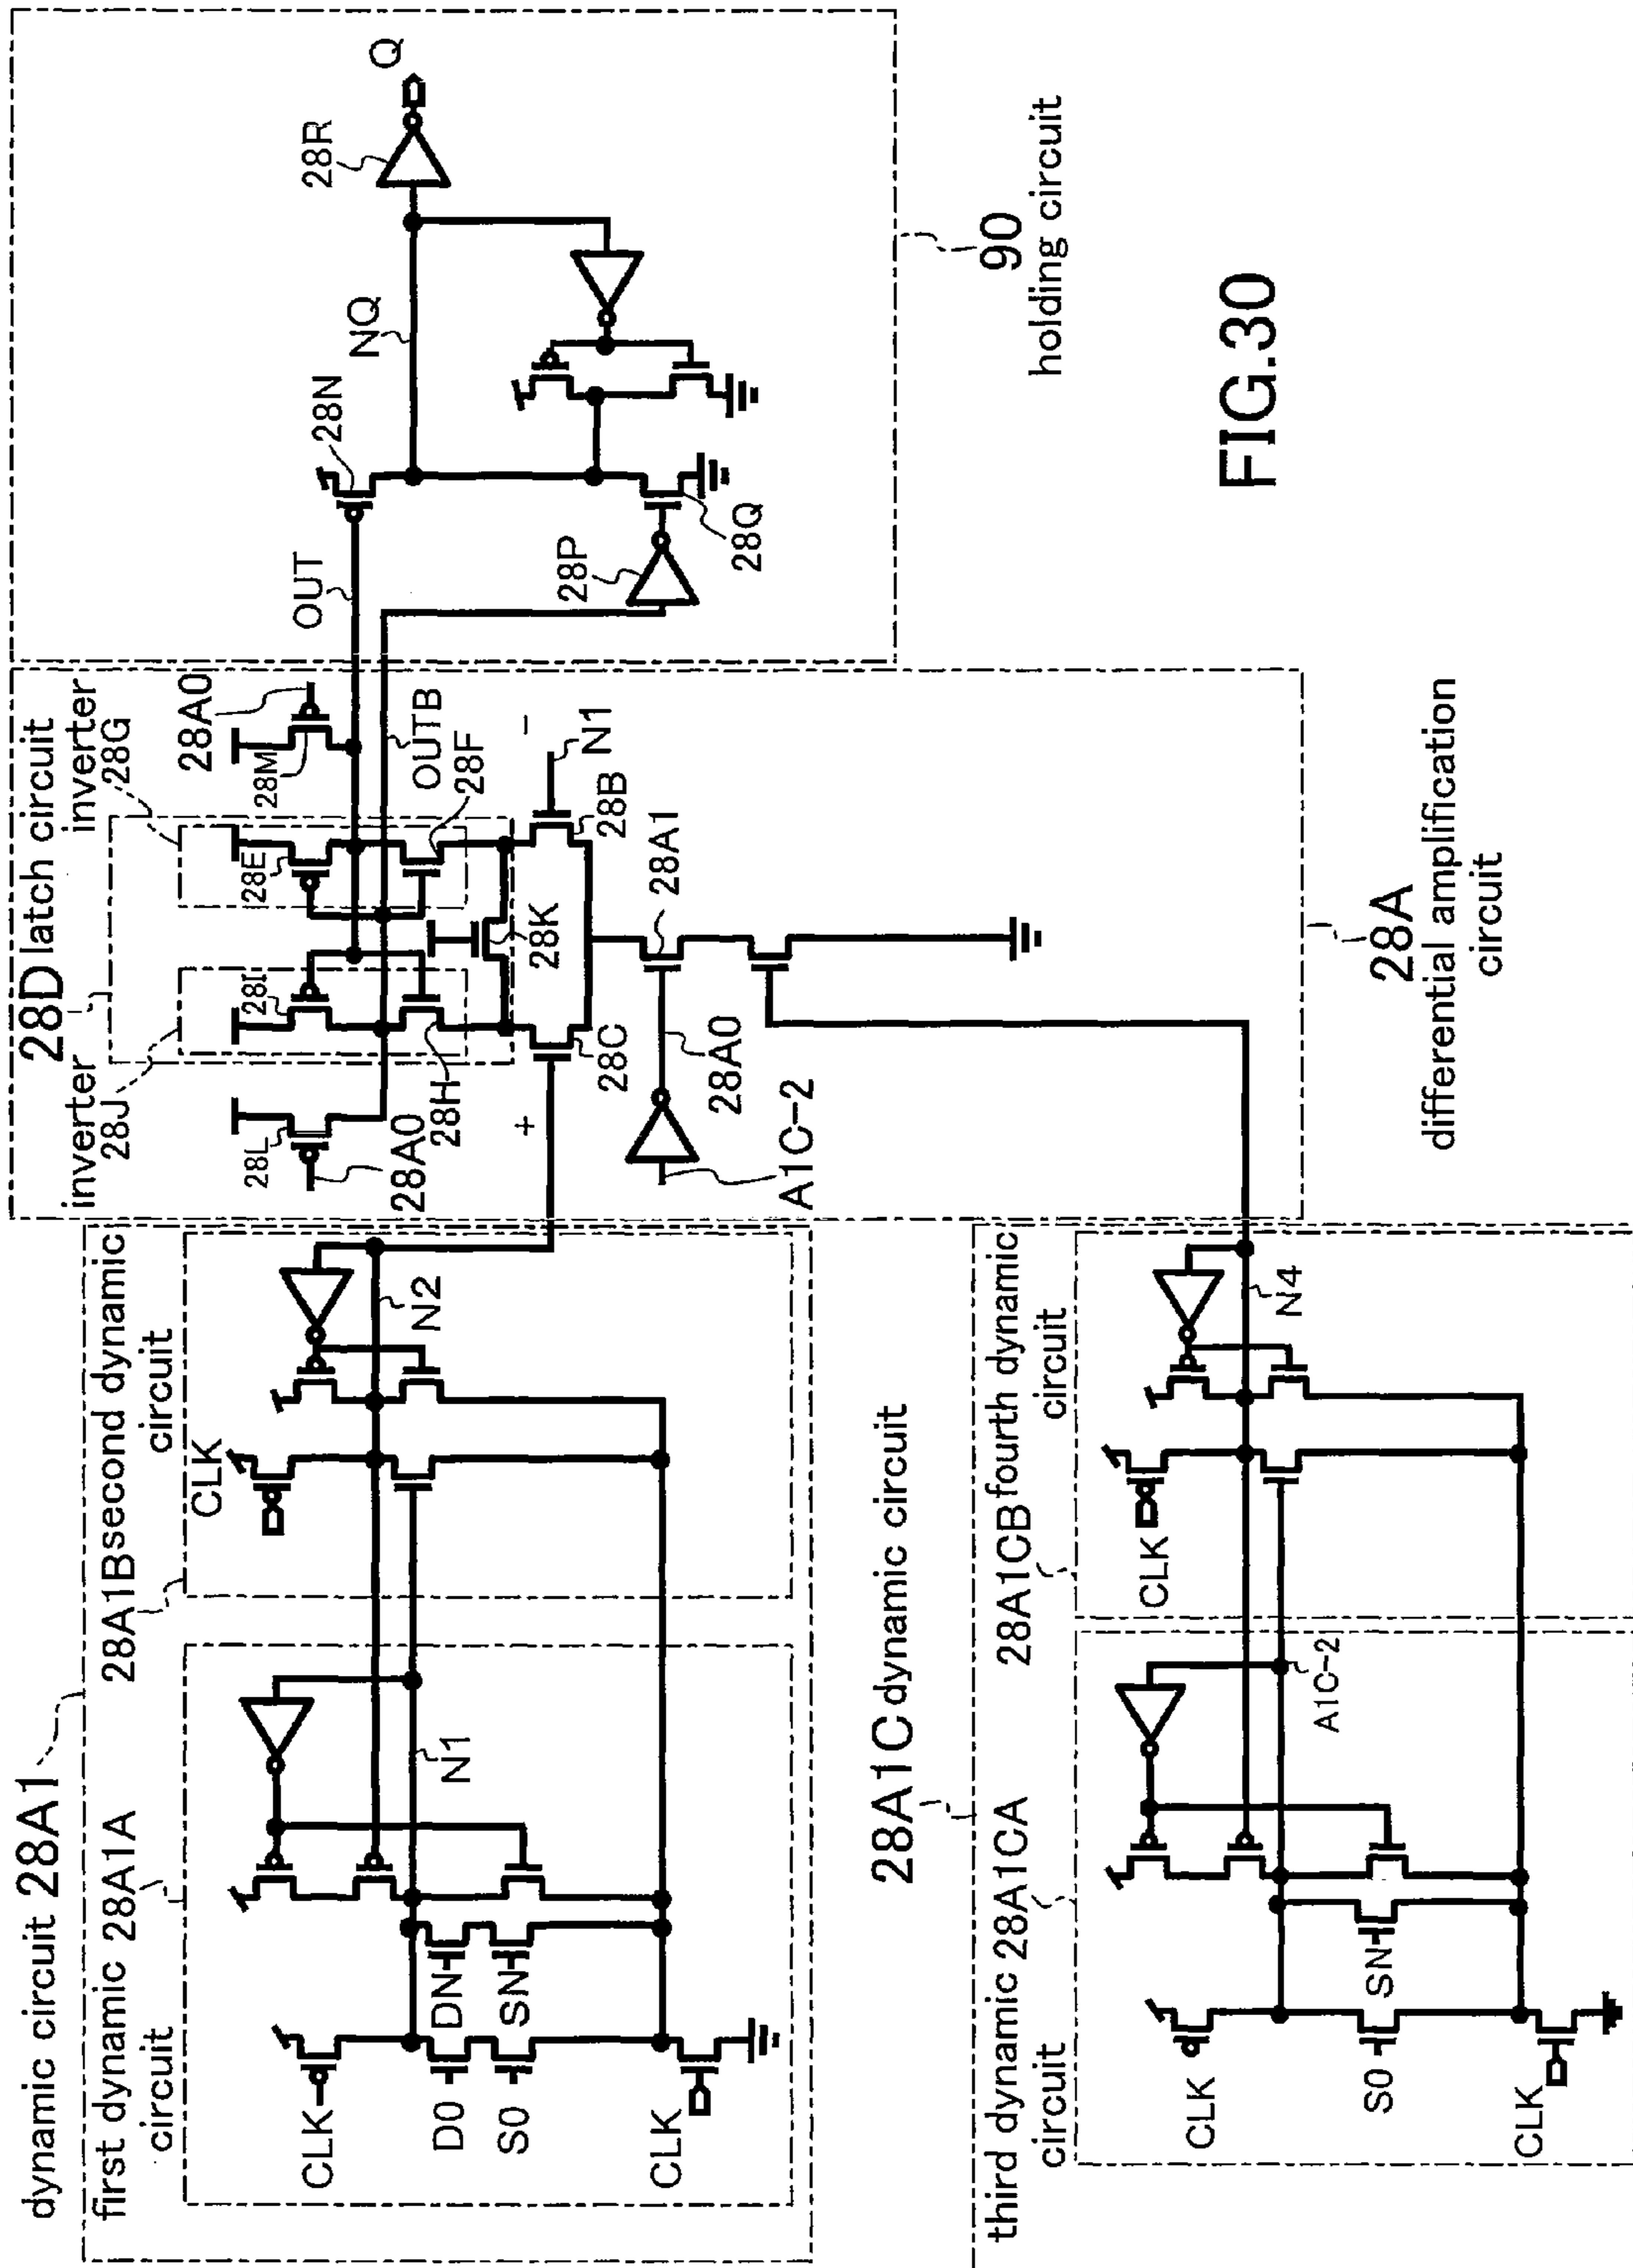 dynamic circuit 28A1
first dynamic 28A1A
circuit
28A1B second dynamic
circuit
CLK
D0
S0
CLK
DN
SN
N1
CLK
N2
28A1C dynamic circuit
third dynamic 28A1CA
circuit
28A1CB fourth dynamic
circuit
CLK
S0
CLK
SN
A1C-2
CLK
N4
28D latch circuit
inverter
28J
inverter
28G
28L
28A0
28I
28H
28E
28F
28K
28M
28A0
OUTB
+
-
28C
28B
N1
28A1
28A0
A1C-2
28A
differential amplification
circuit
OUT
28N
28P
28Q
NQ
28R
Q
90
holding circuit
FIG.30